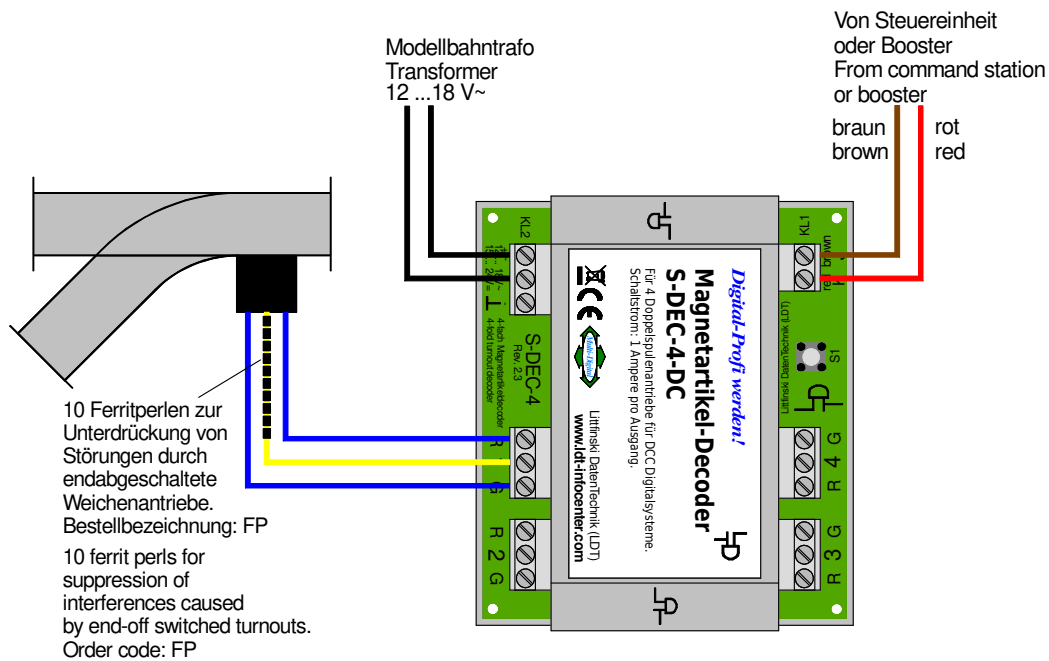 Modellbahntrafo
Transformer
12 ...18 V~
Von Steuereinheit
oder Booster
From command station
or booster
braun
brown
rot
red
10 Ferritperlen zur
Unterdrückung von
Störungen durch
endabgeschaltete
Weichenantriebe.
Bestellbezeichnung: FP
10 ferrit perls for
suppression of
interferences caused
by end-off switched turnouts.
Order code: FP
KL2
S-DEC-4
Rev. 2.3
4-fach Magnetartikeldecoder
4-fold turnout decoder
R
G
R 2 G
Digital-Profi werden!
Magnetartikel-Decoder
S-DEC-4-DC
Für 4 Doppelspulenantriebe für DCC Digitalsysteme.
Schaltstrom: 1 Ampere pro Ausgang.
CE
Multi-Digital
Littfinski DatenTechnik (LDT)
www.ldt-infocenter.com
KL1
brown
S1
Littfinski DatenTechnik (LDT)
R 4 G
R 3 G